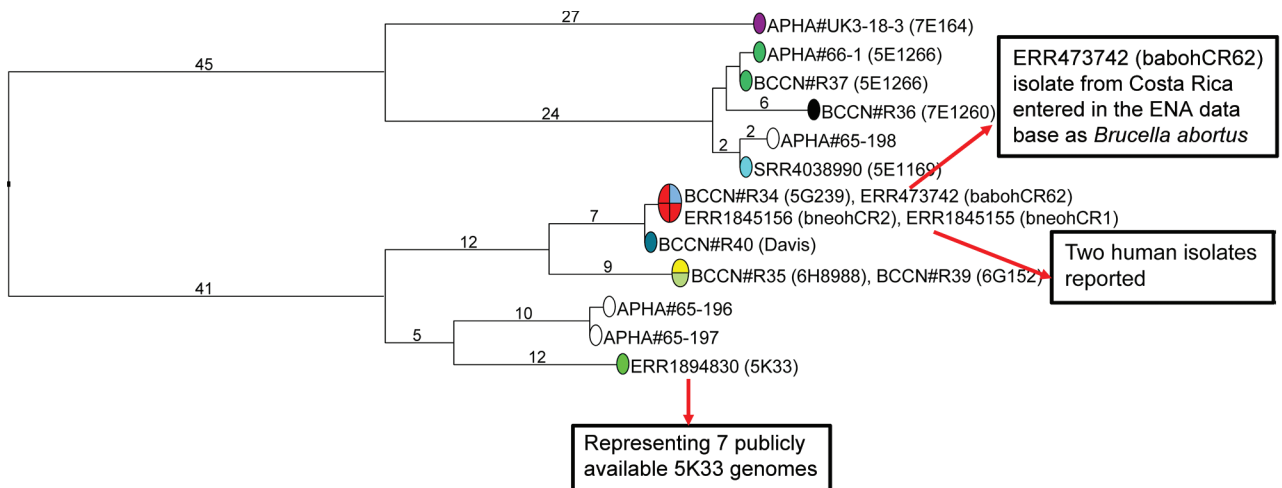 27
APHA#UK3-18-3 (7E164)
45
APHA#66-1 (5E1266)
BCCN#R37 (5E1266)
6
BCCN#R36 (7E1260)
24
2
APHA#65-198
2
SRR4038990 (5E1169)
ERR473742 (babohCR62)
isolate from Costa Rica
entered in the ENA data
base as Brucella abortus
BCCN#R34 (5G239), ERR473742 (babohCR62)
ERR1845156 (bneohCR2), ERR1845155 (bneohCR1)
7
BCCN#R40 (Davis)
12
9
BCCN#R35 (6H8988), BCCN#R39 (6G152)
Two human isolates
reported
41
APHA#65-196
10
APHA#65-197
5
12
ERR1894830 (5K33)
Representing 7 publicly
available 5K33 genomes